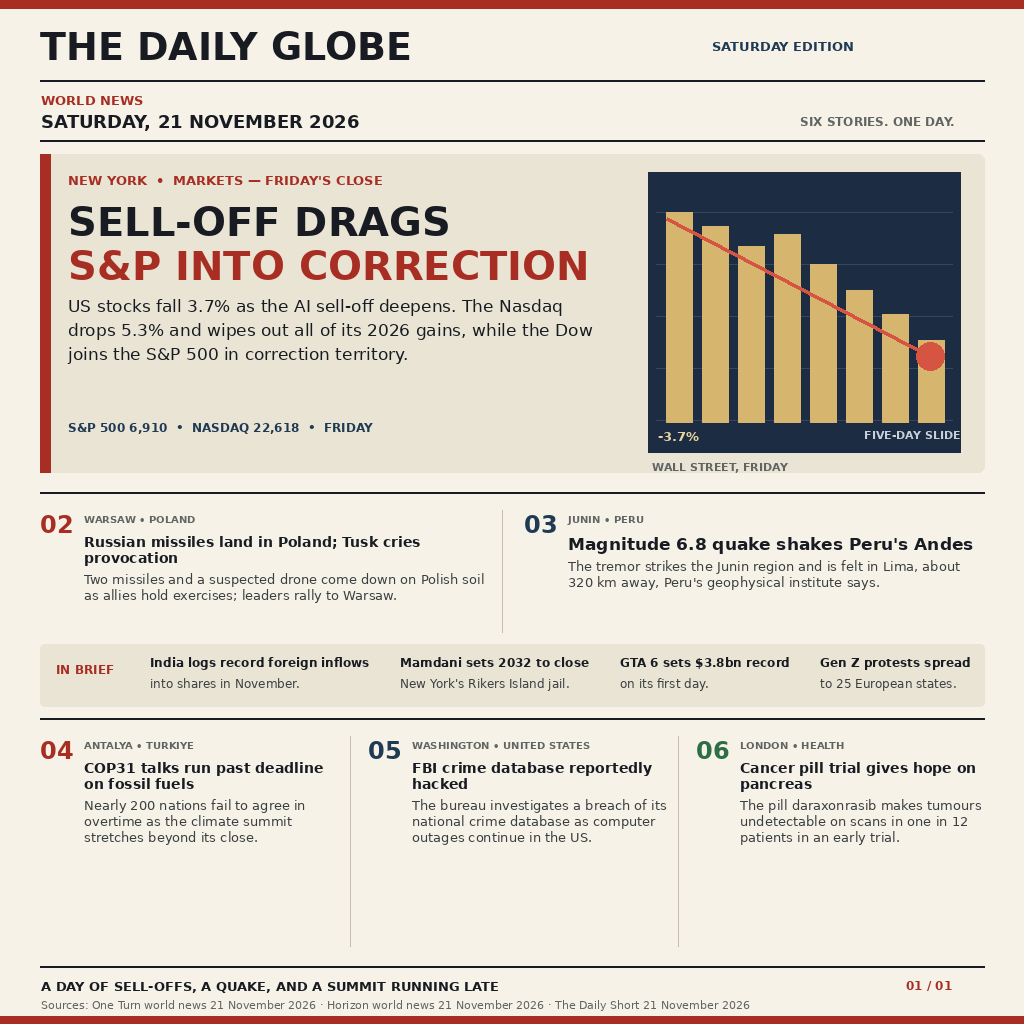 THE DAILY GLOBE
SATURDAY EDITION
WORLD NEWS
SATURDAY, 21 NOVEMBER 2026
SIX STORIES. ONE DAY.
NEW YORK • MARKETS — FRIDAY'S CLOSE
SELL-OFF DRAGS
S&P INTO CORRECTION
US stocks fall 3.7% as the AI sell-off deepens. The Nasdaq
drops 5.3% and wipes out all of its 2026 gains, while the Dow
joins the S&P 500 in correction territory.
S&P 500 6,910 • NASDAQ 22,618 • FRIDAY
-3.7%
FIVE-DAY SLIDE
WALL STREET, FRIDAY
02
WARSAW • POLAND
Russian missiles land in Poland; Tusk cries
provocation
Two missiles and a suspected drone come down on Polish soil
as allies hold exercises; leaders rally to Warsaw.
03
JUNIN • PERU
Magnitude 6.8 quake shakes Peru's Andes
The tremor strikes the Junin region and is felt in Lima, about
320 km away, Peru's geophysical institute says.
IN BRIEF
India logs record foreign inflows
into shares in November.
Mamdani sets 2032 to close
New York's Rikers Island jail.
GTA 6 sets $3.8bn record
on its first day.
Gen Z protests spread
to 25 European states.
04
ANTALYA • TURKIYE
COP31 talks run past deadline
on fossil fuels
Nearly 200 nations fail to agree in
overtime as the climate summit
stretches beyond its close.
05
WASHINGTON • UNITED STATES
FBI crime database reportedly
hacked
The bureau investigates a breach of its
national crime database as computer
outages continue in the US.
06
LONDON • HEALTH
Cancer pill trial gives hope on
pancreas
The pill daraxonrasib makes tumours
undetectable on scans in one in 12
patients in an early trial.
A DAY OF SELL-OFFS, A QUAKE, AND A SUMMIT RUNNING LATE
01 / 01
Sources: One Turn world news 21 November 2026 · Horizon world news 21 November 2026 · The Daily Short 21 November 2026